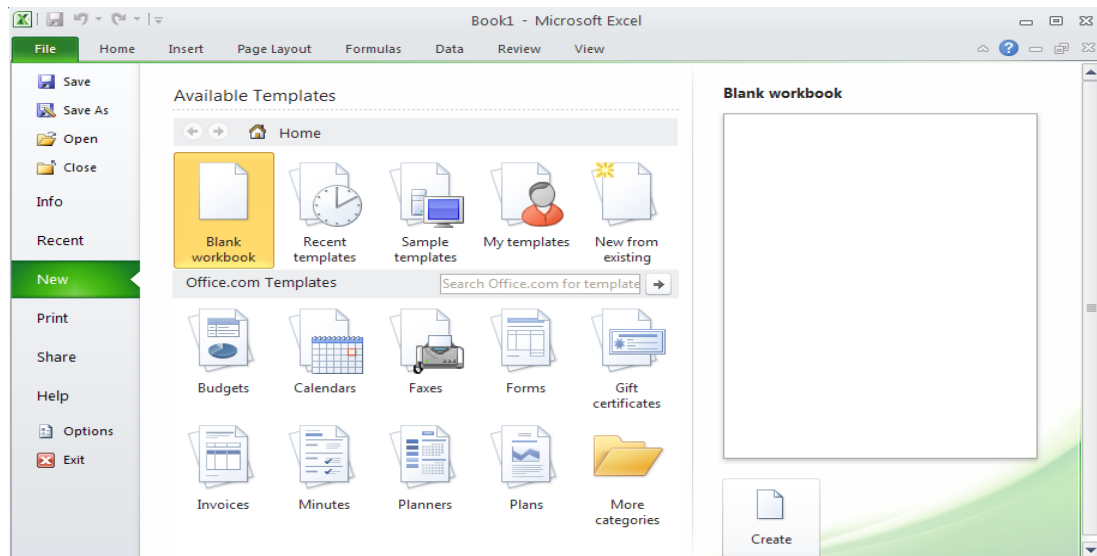 Book1 - Microsoft Excel
File Home Insert Page Layout Formulas Data Review View
Save
Save As
Open
Close
Info
Recent
New
Print
Share
Help
Options
Exit
Available Templates
Home
Blank workbook
Recent templates
Sample templates
My templates
New from existing
Office.com Templates
Search Office.com for template
Budgets
Calendars
Faxes
Forms
Gift certificates
Invoices
Minutes
Planners
Plans
More categories
Blank workbook
Create